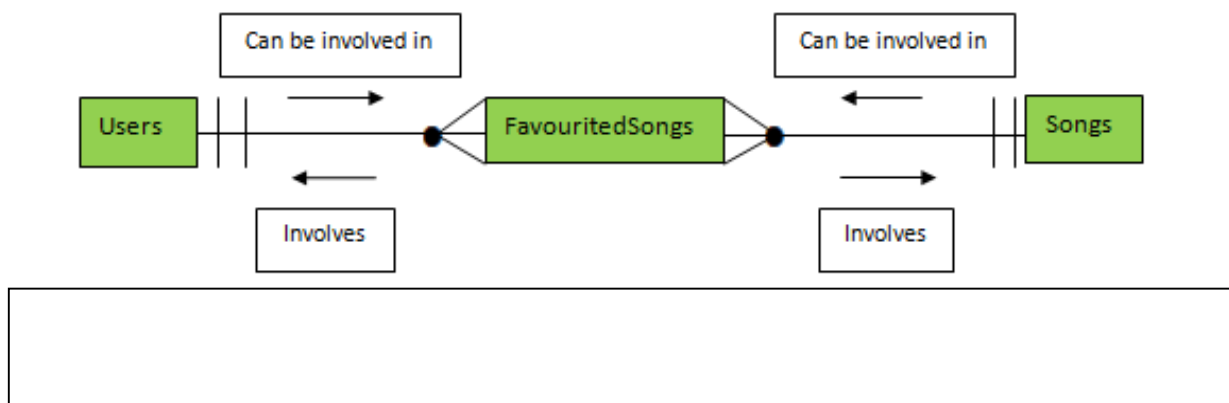 Can be involved in
Can be involved in
Users
FavouritedSongs
Songs
Involves
Involves